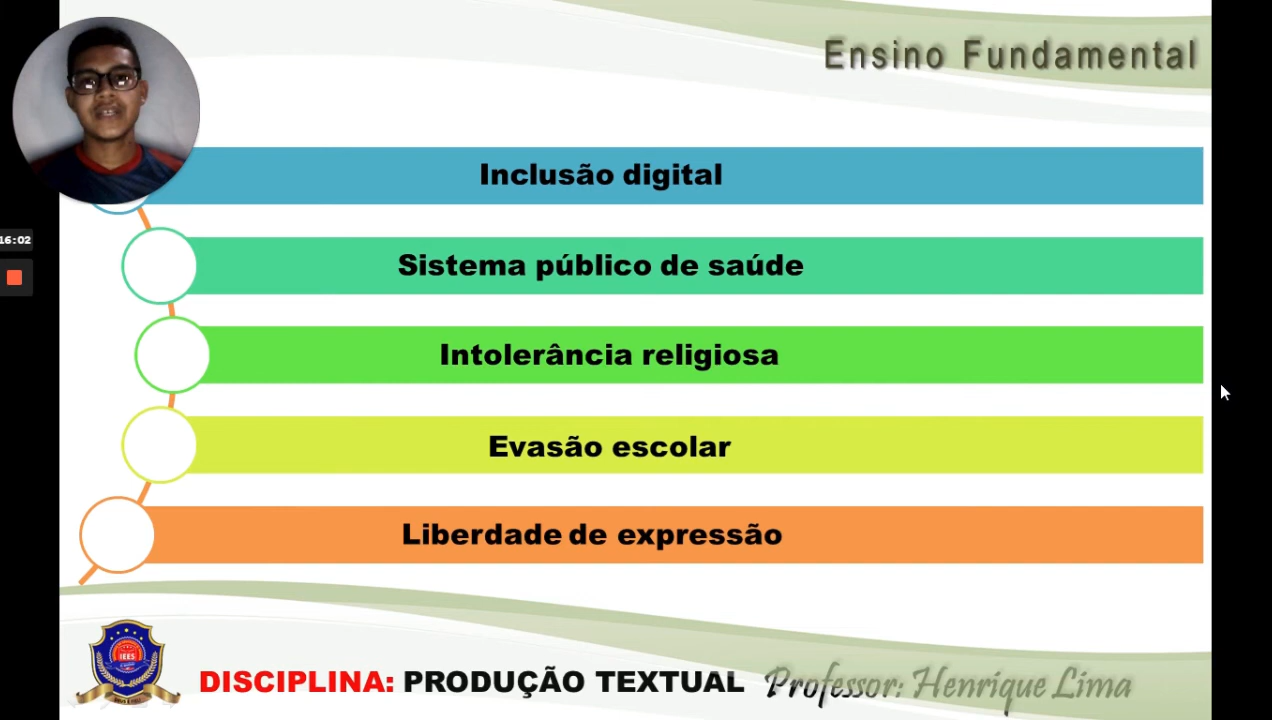 Ensino Fundamental
Inclusão digital
16:02
Sistema público de saúde
Intolerância religiosa
Evasão escolar
Liberdade de expressão
IEES
DISCIPLINA: PRODUÇÃO TEXTUAL Professor: Henrique Lima